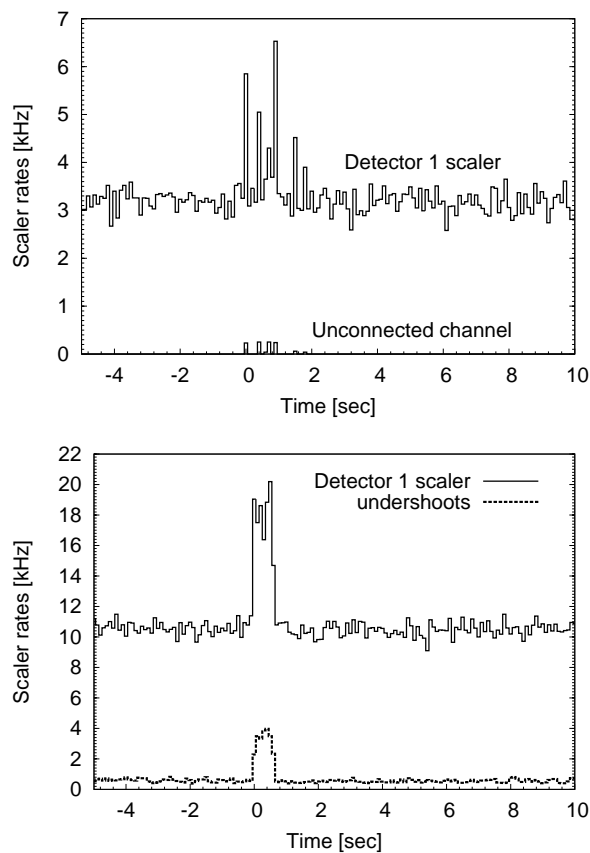 7
6
5
4
3
2
1
0
Scaler rates [kHz]
Detector 1 scaler
Unconnected channel
-4 -2 0 2 4 6 8 10
Time [sec]
22
20
18
16
14
12
10
8
6
4
2
0
Scaler rates [kHz]
Detector 1 scaler
undershoots
-4 -2 0 2 4 6 8 10
Time [sec]